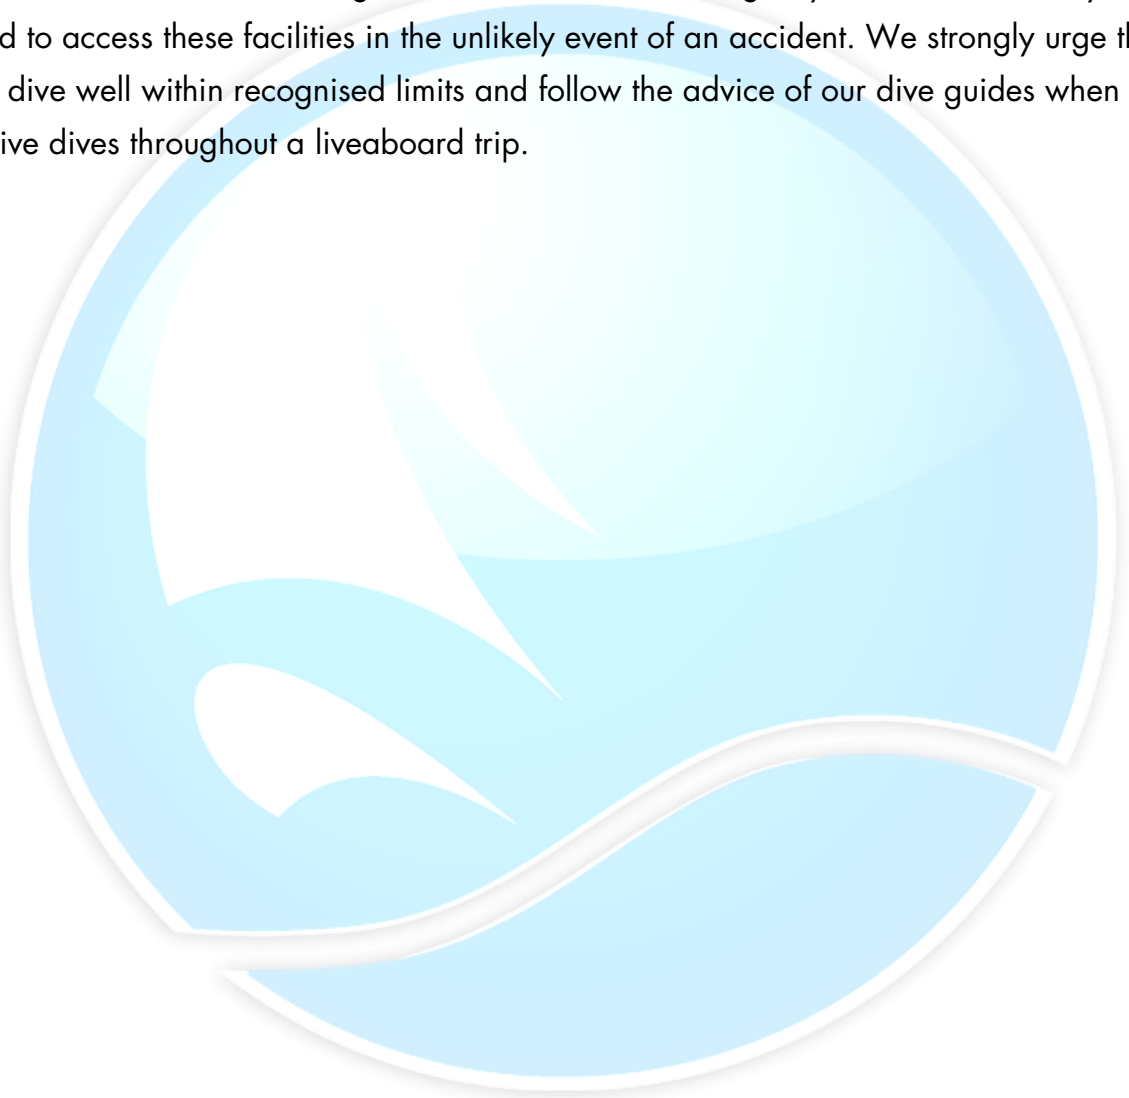 d to access these facilities in the unlikely event of an accident. We strongly urge th
dive well within recognised limits and follow the advice of our dive guides when
ive dives throughout a liveaboard trip.